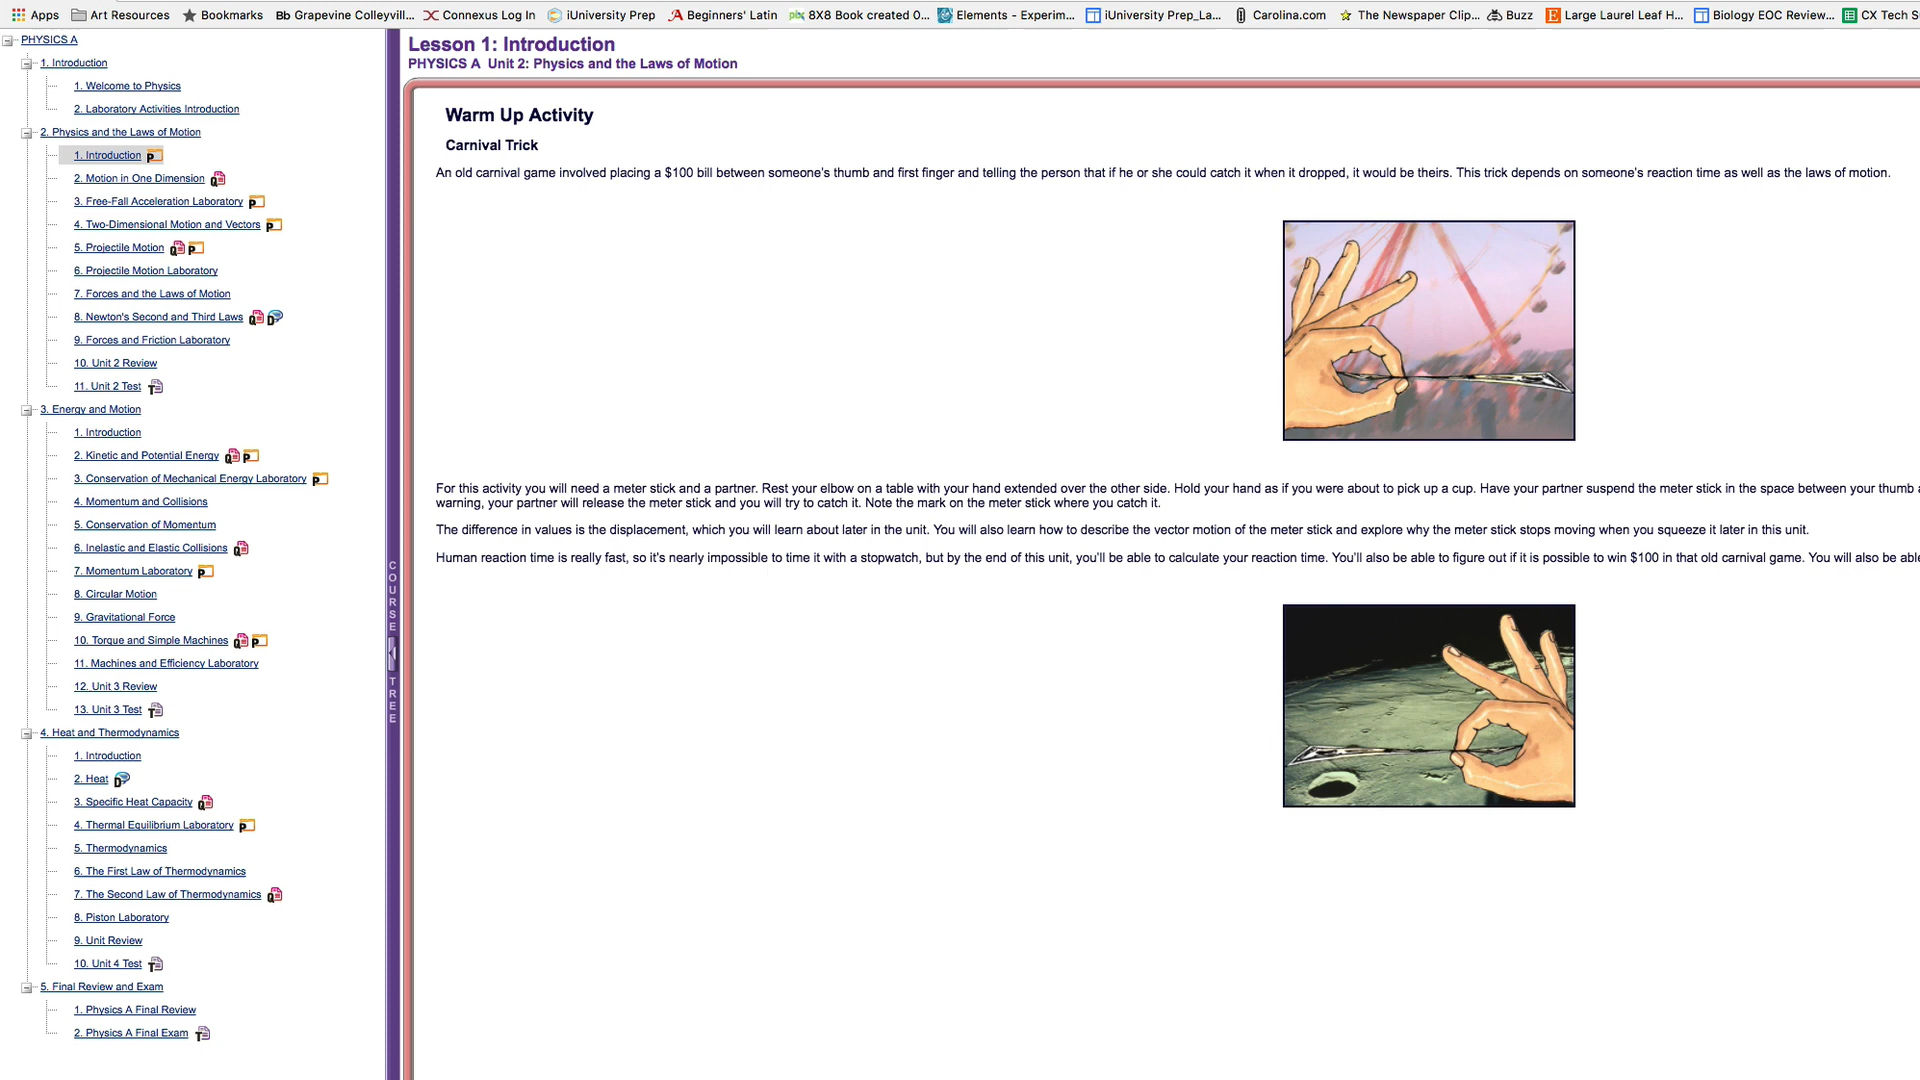 Apps Art Resources Bookmarks Bb Grapevine Colleyvill... Connexus Log In iUniversity Prep Beginners' Latin pbx 8X8 Book created 0... Elements - Experim... iUniversity Prep_La... Carolina.com The Newspaper Clip... Buzz Large Laurel Leaf H... Biology EOC Review... CX Tech S
PHYSICS A
1. Introduction
1. Welcome to Physics
2. Laboratory Activities Introduction
2. Physics and the Laws of Motion
1. Introduction P
2. Motion in One Dimension Q
3. Free-Fall Acceleration Laboratory P
4. Two-Dimensional Motion and Vectors P
5. Projectile Motion Q P
6. Projectile Motion Laboratory
7. Forces and the Laws of Motion
8. Newton's Second and Third Laws Q D
9. Forces and Friction Laboratory
10. Unit 2 Review
11. Unit 2 Test T
3. Energy and Motion
1. Introduction
2. Kinetic and Potential Energy Q P
3. Conservation of Mechanical Energy Laboratory P
4. Momentum and Collisions
5. Conservation of Momentum
6. Inelastic and Elastic Collisions Q
7. Momentum Laboratory P
8. Circular Motion
9. Gravitational Force
10. Torque and Simple Machines Q P
11. Machines and Efficiency Laboratory
12. Unit 3 Review
13. Unit 3 Test T
4. Heat and Thermodynamics
1. Introduction
2. Heat D
3. Specific Heat Capacity Q
4. Thermal Equilibrium Laboratory P
5. Thermodynamics
6. The First Law of Thermodynamics
7. The Second Law of Thermodynamics Q
8. Piston Laboratory
9. Unit Review
10. Unit 4 Test T
5. Final Review and Exam
1. Physics A Final Review
2. Physics A Final Exam T
COURSE TREE
Lesson 1: Introduction
PHYSICS A Unit 2: Physics and the Laws of Motion
Warm Up Activity
Carnival Trick
An old carnival game involved placing a $100 bill between someone's thumb and first finger and telling the person that if he or she could catch it when it dropped, it would be theirs. This trick depends on someone's reaction time as well as the laws of motion.
For this activity you will need a meter stick and a partner. Rest your elbow on a table with your hand extended over the other side. Hold your hand as if you were about to pick up a cup. Have your partner suspend the meter stick in the space between your thumb a
warning, your partner will release the meter stick and you will try to catch it. Note the mark on the meter stick where you catch it.
The difference in values is the displacement, which you will learn about later in the unit. You will also learn how to describe the vector motion of the meter stick and explore why the meter stick stops moving when you squeeze it later in this unit.
Human reaction time is really fast, so it's nearly impossible to time it with a stopwatch, but by the end of this unit, you'll be able to calculate your reaction time. You'll also be able to figure out if it is possible to win $100 in that old carnival game. You will also be able